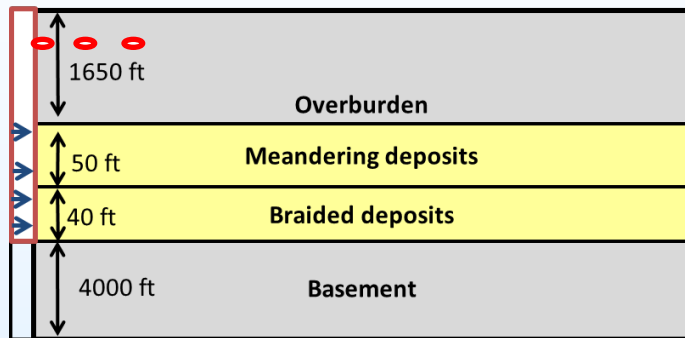 1650 ft
Overburden
50 ft
Meandering deposits
40 ft
Braided deposits
4000 ft
Basement